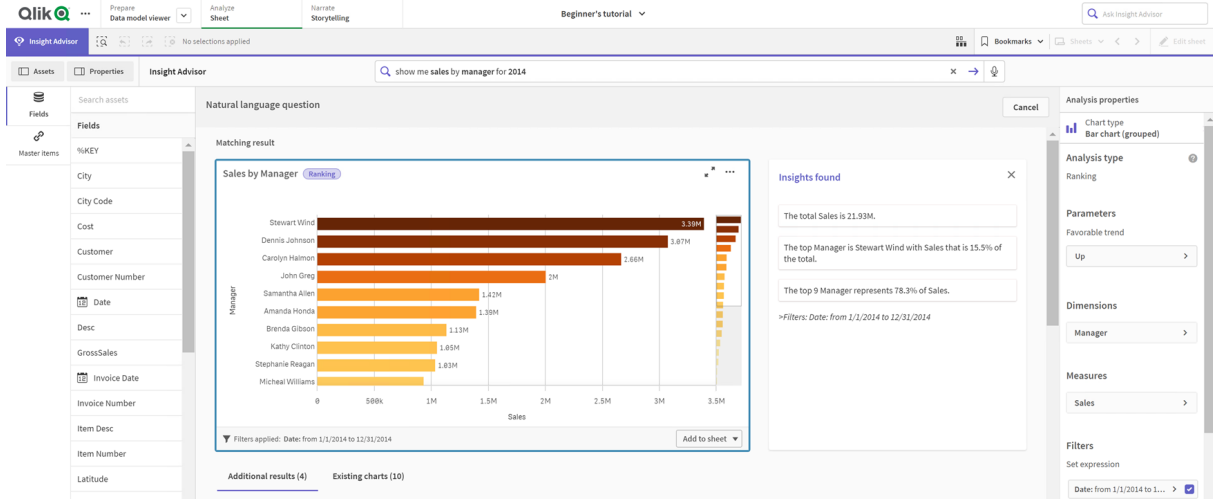 Qlik
Prepare
Data model viewer
Analyze
Sheet
Narrate
Storytelling
Beginner's tutorial
Ask Insight Advisor
Insight Advisor
No selections applied
Bookmarks
Sheets
Edit sheet
Assets
Properties
Insight Advisor
show me sales by manager for 2014
Fields
Master items
Search assets
Fields
%KEY
City
City Code
Cost
Customer
Customer Number
Date
Desc
GrossSales
Invoice Date
Invoice Number
Item Desc
Item Number
Latitude
Natural language question
Cancel
Matching result
Sales by Manager
Ranking
Manager
Stewart Wind
3.39M
Dennis Johnson
3.07M
Carolyn Halmon
2.66M
John Greg
2M
Samantha Allen
1.42M
Amanda Honda
1.39M
Brenda Gibson
1.13M
Kathy Clinton
1.05M
Stephanie Reagan
1.03M
Micheal Williams
0 500k 1M 1.5M 2M 2.5M 3M 3.5M
Sales
Filters applied: Date: from 1/1/2014 to 12/31/2014
Add to sheet
Additional results (4)
Existing charts (10)
Insights found
The total Sales is 21.93M.
The top Manager is Stewart Wind with Sales that is 15.5% of
the total.
The top 9 Manager represents 78.3% of Sales.
>Filters: Date: from 1/1/2014 to 12/31/2014
Analysis properties
Chart type
Bar chart (grouped)
Analysis type
Ranking
Parameters
Favorable trend
Up
Dimensions
Manager
Measures
Sales
Filters
Set expression
Date: from 1/1/2014 to 1...